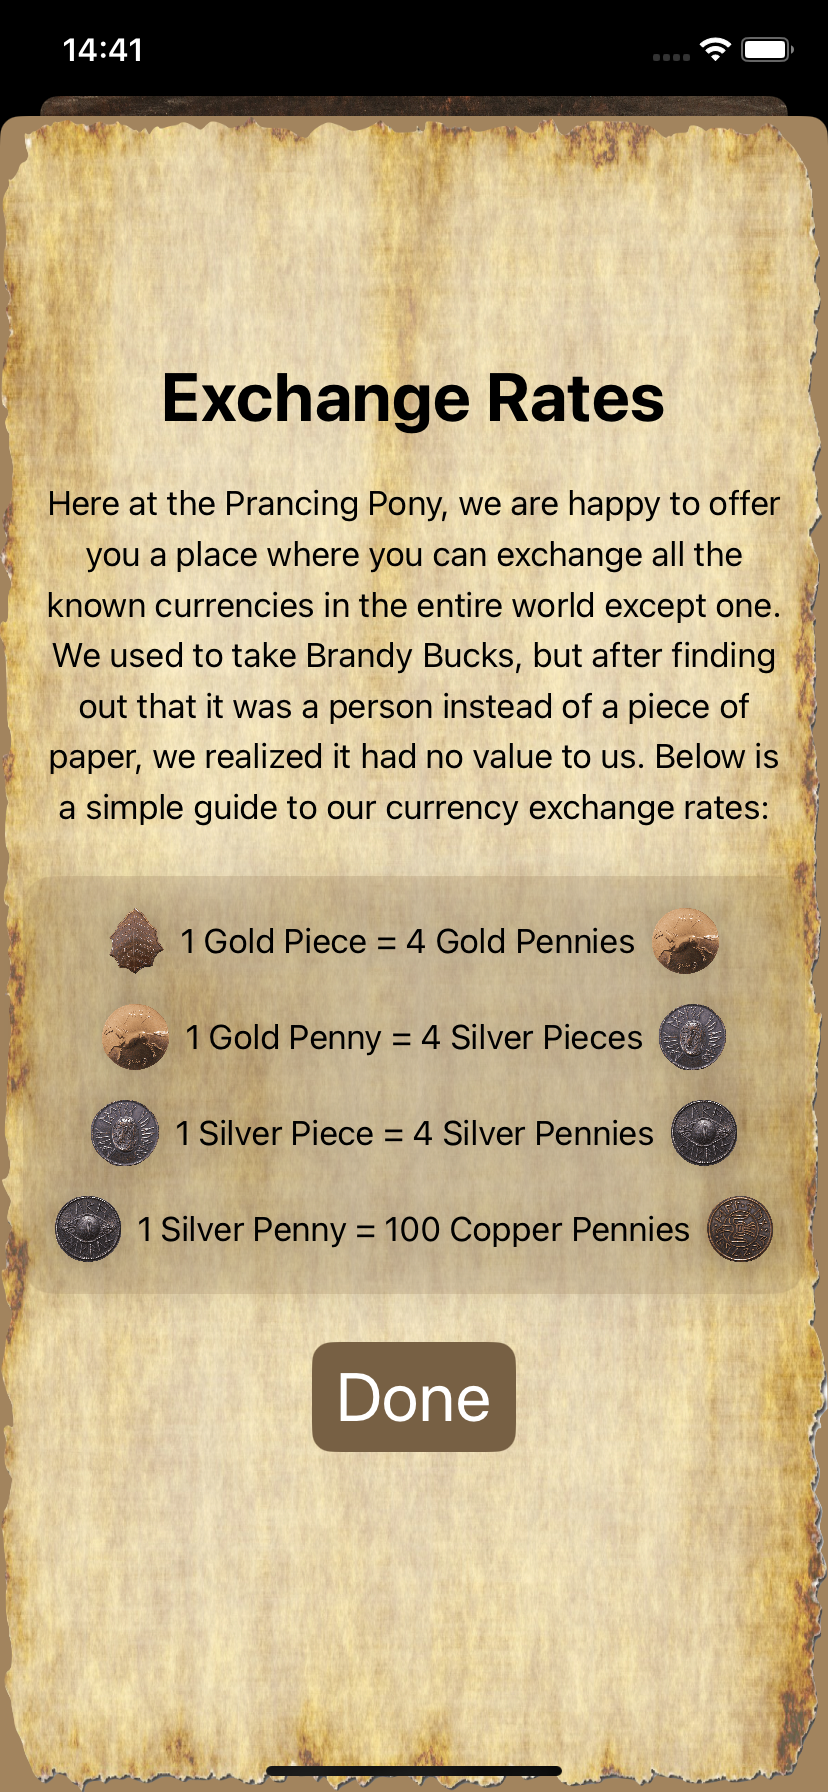 14:41
Exchange Rates
Here at the Prancing Pony, we are happy to offer
you a place where you can exchange all the
known currencies in the entire world except one.
We used to take Brandy Bucks, but after finding
out that it was a person instead of a piece of
paper, we realized it had no value to us. Below is
a simple guide to our currency exchange rates:
1 Gold Piece = 4 Gold Pennies
1 Gold Penny = 4 Silver Pieces
1 Silver Piece = 4 Silver Pennies
1 Silver Penny = 100 Copper Pennies
Done